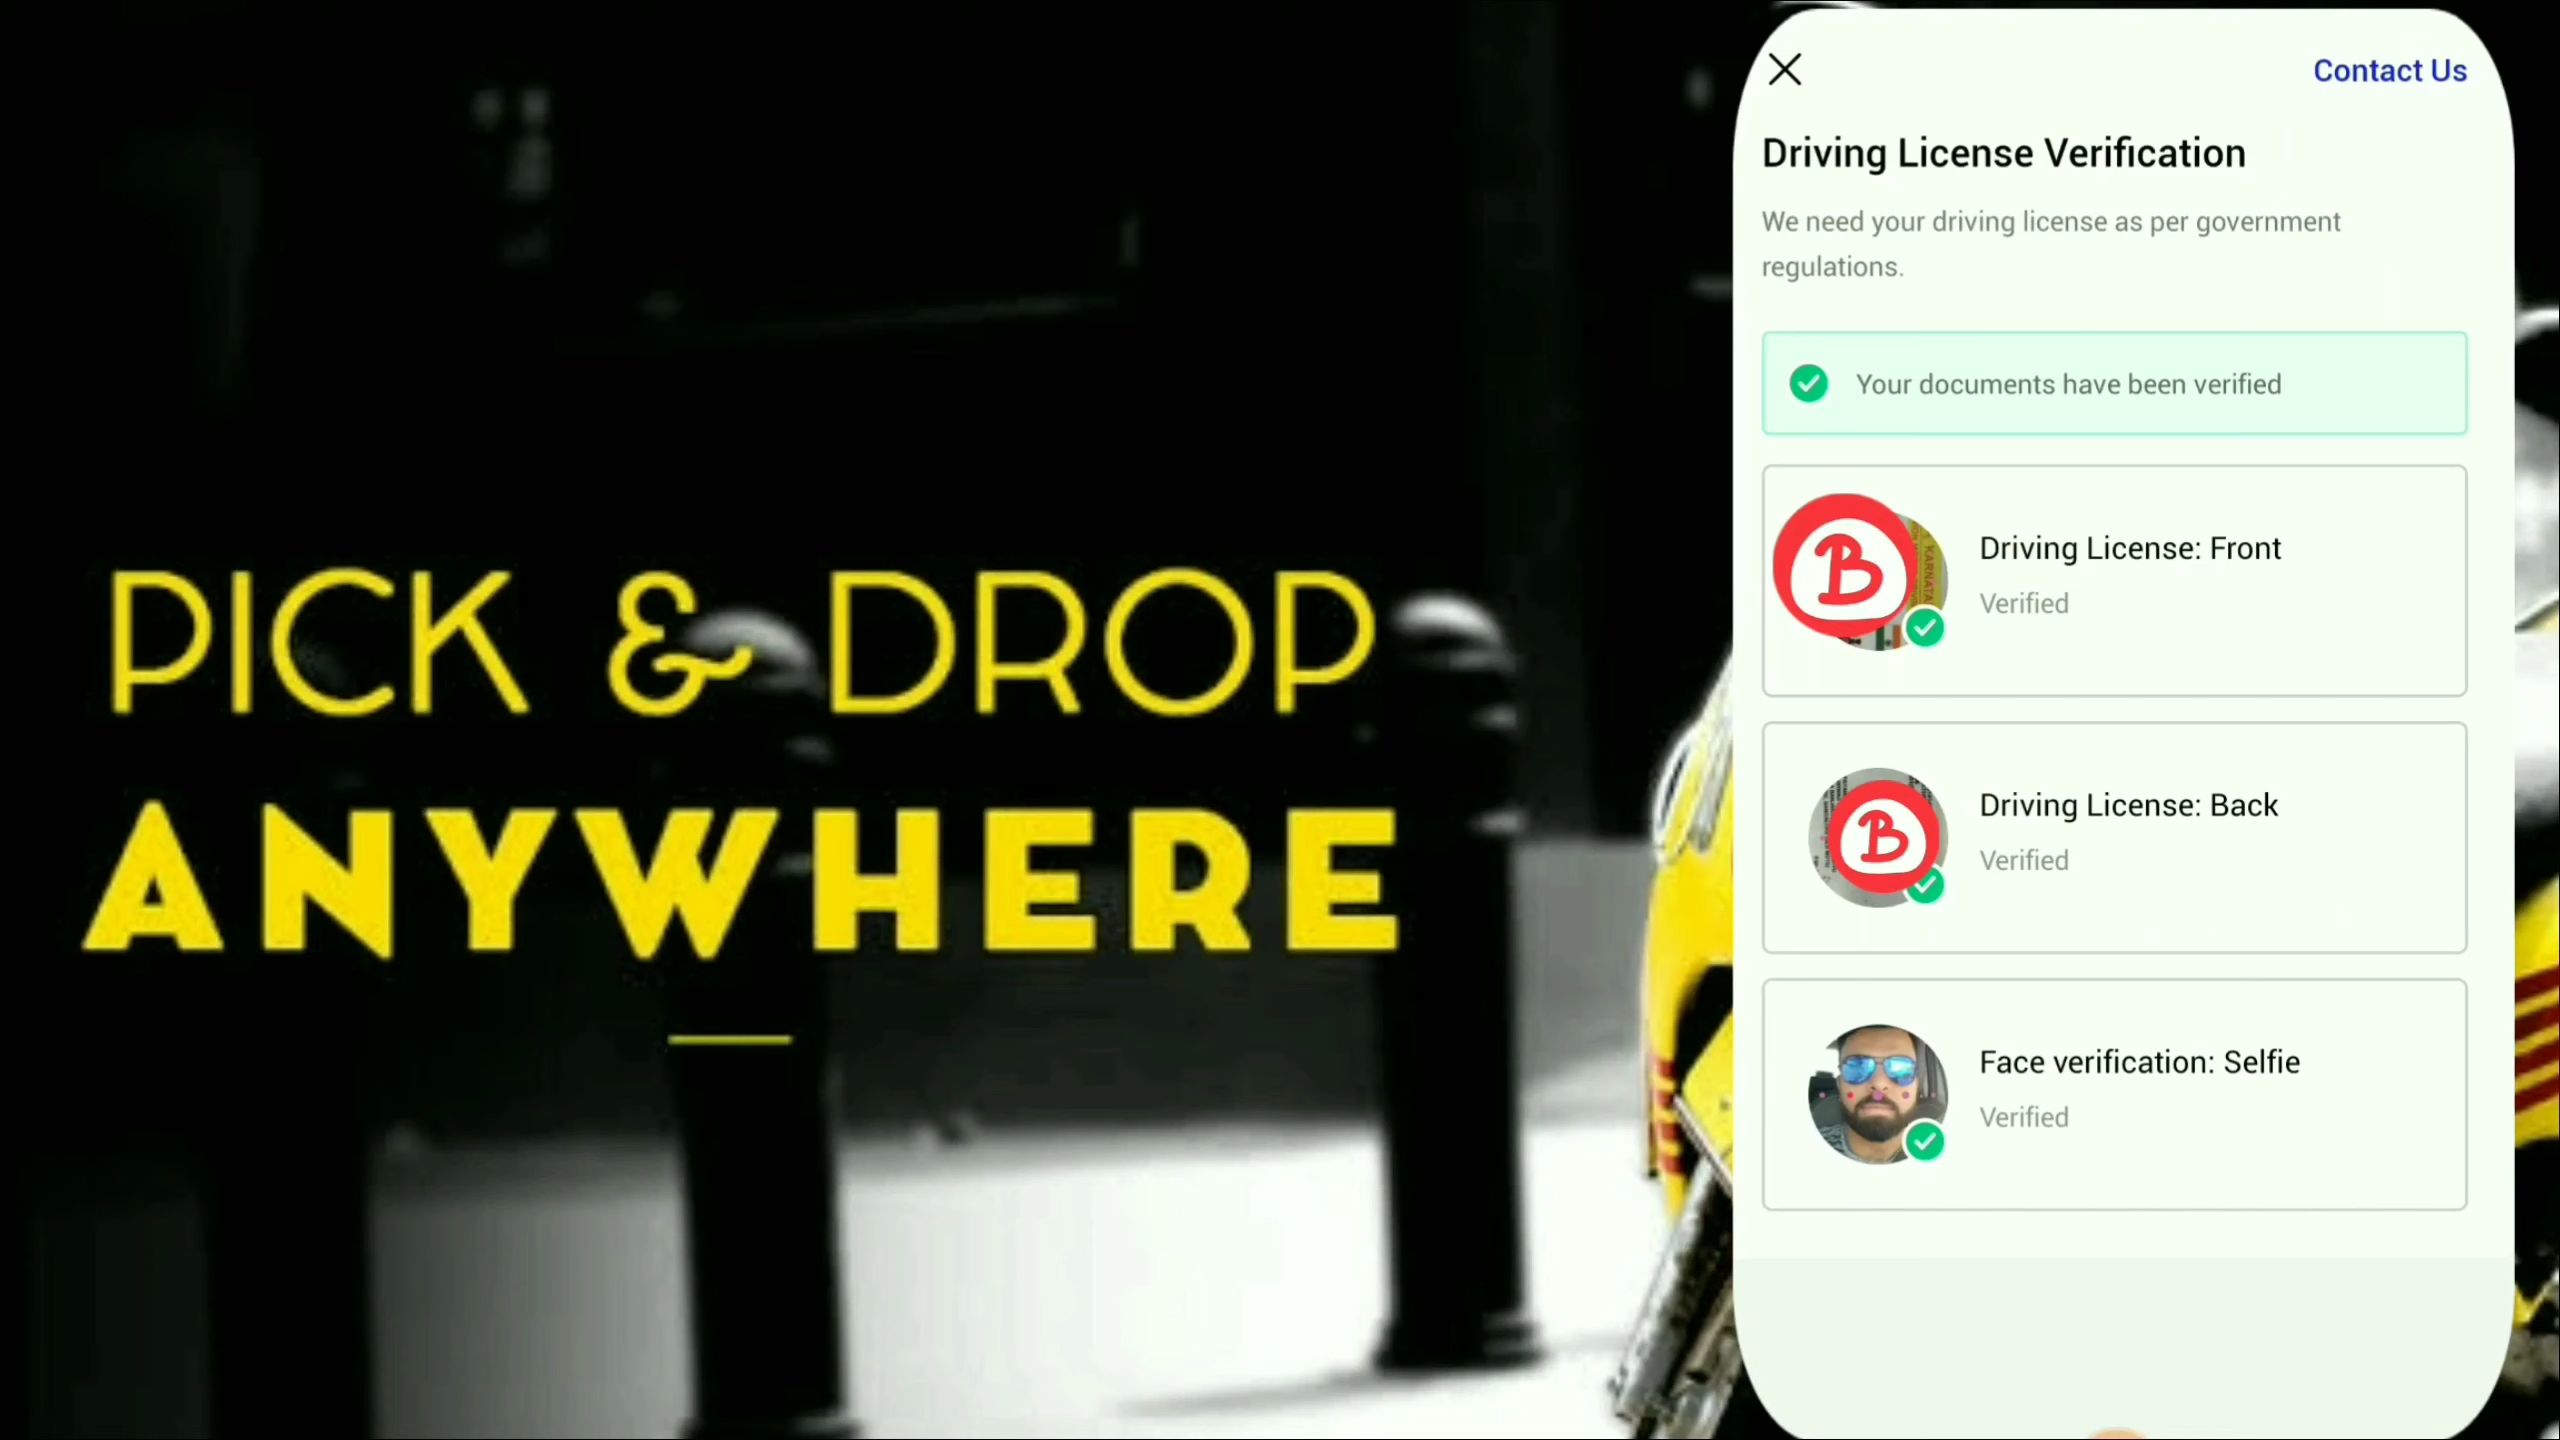 PICK & DROP
ANYWHERE
Contact Us
Driving License Verification
We need your driving license as per government
regulations.
Your documents have been verified
B
KARNATA
Driving License: Front
Verified
B
Driving License: Back
Verified
Face verification: Selfie
Verified